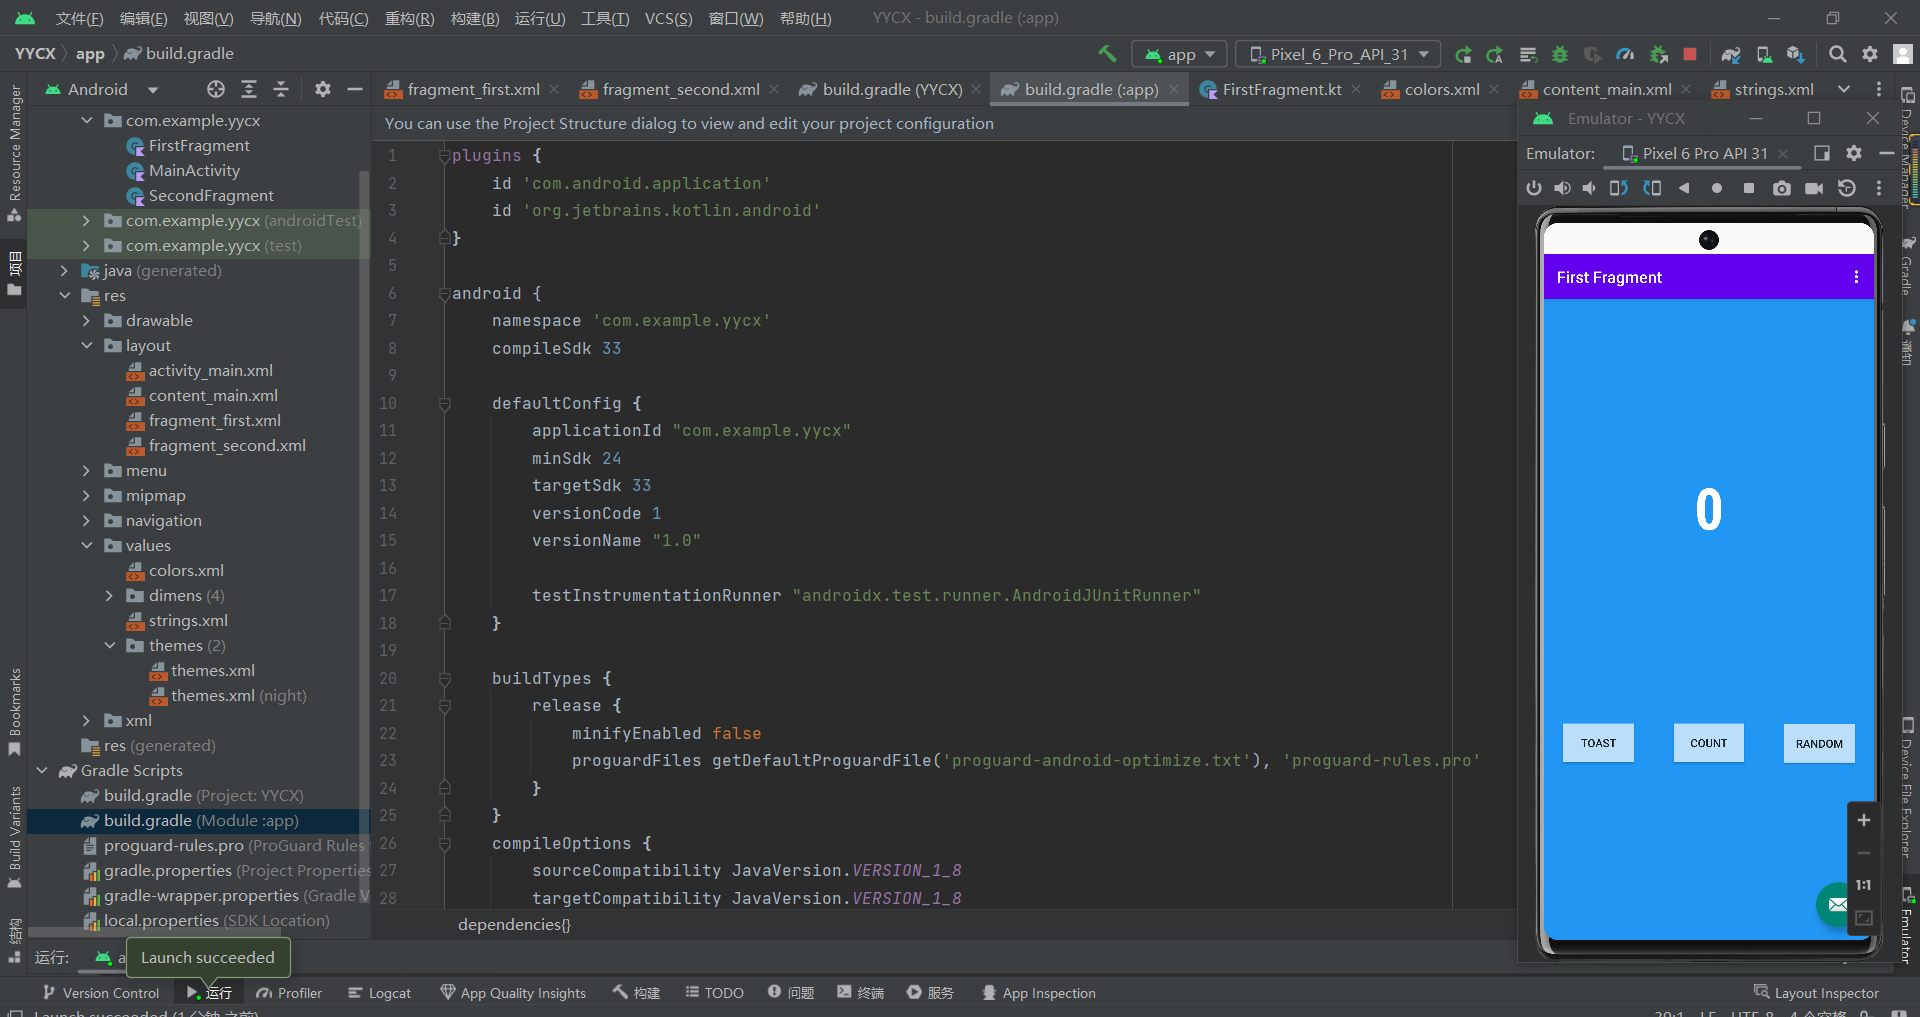 文件(F) 编辑(E) 视图(V) 导航(N) 代码(C) 重构(R) 构建(B) 运行(U) 工具(T) VCS(S) 窗口(W) 帮助(H) YYCX - build.gradle (:app)
YYCX app build.gradle
app Pixel_6_Pro_API_31
Resource Manager
项目
Bookmarks
Build Variants
结构
Android
com.example.yycx
FirstFragment
MainActivity
SecondFragment
com.example.yycx (androidTest)
com.example.yycx (test)
java (generated)
res
drawable
layout
activity_main.xml
content_main.xml
fragment_first.xml
fragment_second.xml
menu
mipmap
navigation
values
colors.xml
dimens (4)
strings.xml
themes (2)
themes.xml
themes.xml (night)
xml
res (generated)
Gradle Scripts
build.gradle (Project: YYCX)
build.gradle (Module :app)
proguard-rules.pro (ProGuard Rules
gradle.properties (Project Properties
gradle-wrapper.properties (Gradle V
local.properties (SDK Location)
fragment_first.xml fragment_second.xml build.gradle (YYCX) build.gradle (:app) FirstFragment.kt colors.xml content_main.xml strings.xml
You can use the Project Structure dialog to view and edit your project configuration
1 plugins {
2 id 'com.android.application'
3 id 'org.jetbrains.kotlin.android'
4 }
5
6 android {
7 namespace 'com.example.yycx'
8 compileSdk 33
9
10 defaultConfig {
11 applicationId "com.example.yycx"
12 minSdk 24
13 targetSdk 33
14 versionCode 1
15 versionName "1.0"
16
17 testInstrumentationRunner "androidx.test.runner.AndroidJUnitRunner"
18 }
19
20 buildTypes {
21 release {
22 minifyEnabled false
23 proguardFiles getDefaultProguardFile('proguard-android-optimize.txt'), 'proguard-rules.pro'
24 }
25 }
26 compileOptions {
27 sourceCompatibility JavaVersion.VERSION_1_8
28 targetCompatibility JavaVersion.VERSION_1_8
dependencies{}
Emulator - YYCX
Emulator: Pixel 6 Pro API 31
First Fragment
0
TOAST COUNT RANDOM
1:1
Device Manager
Gradle
通知
Device File Explorer
Emulator
运行: a
Launch succeeded
Version Control 运行 Profiler Logcat App Quality Insights 构建 TODO 问题 终端 服务 App Inspection Layout Inspector
Launch succeeded (1 分钟 之前) LF UTF-8 4 个空格